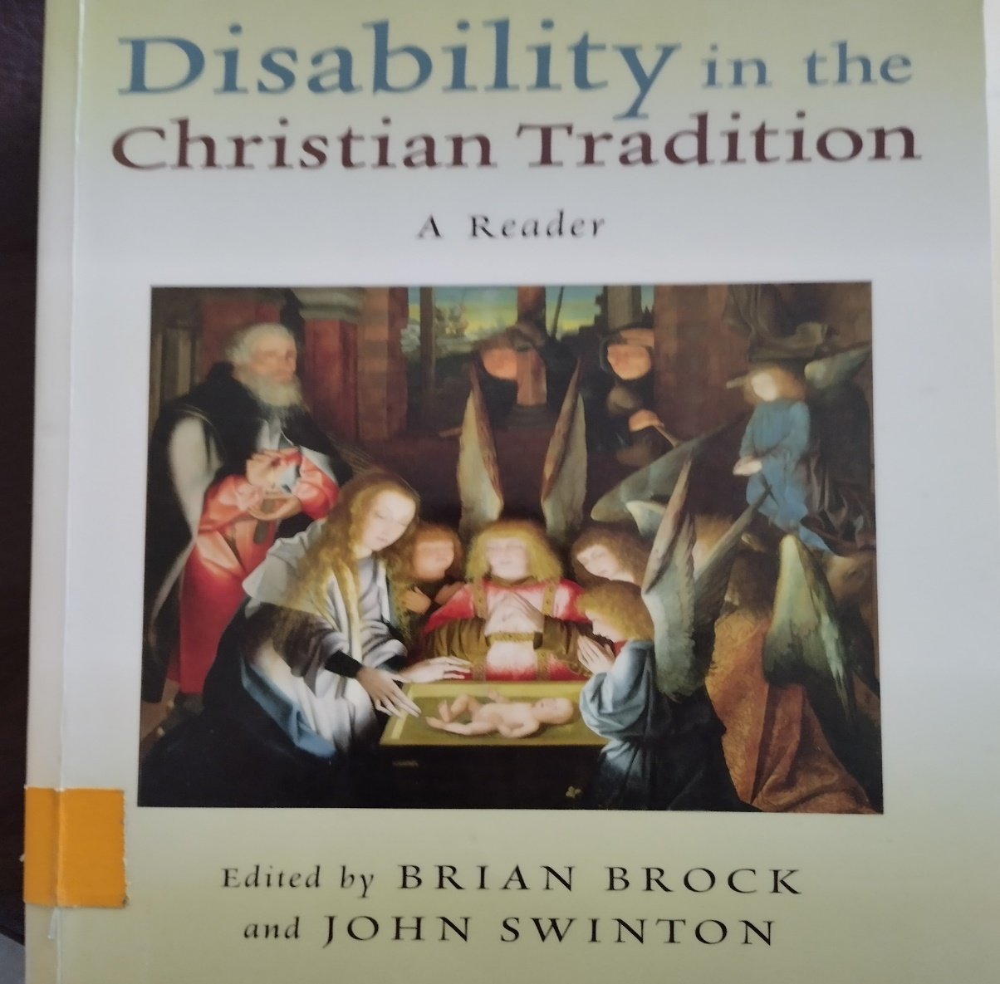 Disability in the
Christian Tradition
A Reader
Edited by BRIAN BROCK
and JOHN SWINTON